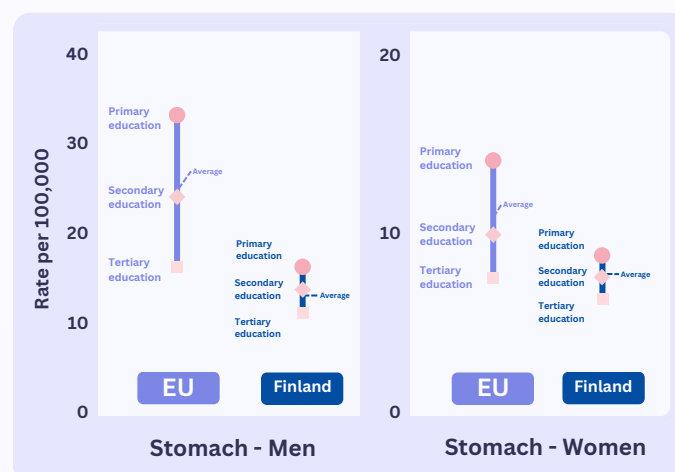 Rate per 100,000
40
30
20
10
0
Primary
education
Average
Secondary
education
Tertiary
education
Primary
education
Secondary
education
Average
Tertiary
education
EU
Finland
Stomach - Men
20
10
0
Primary
education
Average
Secondary
education
Tertiary
education
Primary
education
Secondary
education
Average
Tertiary
education
EU
Finland
Stomach - Women